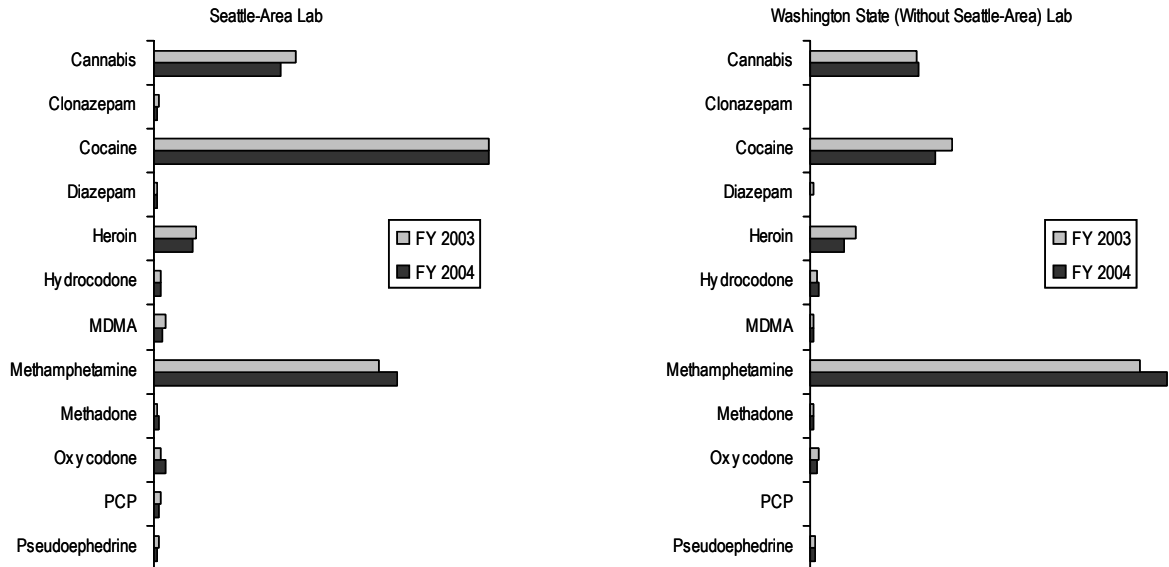 Seattle-Area Lab
Cannabis
Clonazepam
Cocaine
Diazepam
Heroin
Hydrocodone
MDMA
Methamphetamine
Methadone
Oxycodone
PCP
Pseudoephedrine
FY 2003
FY 2004
Washington State (Without Seattle-Area) Lab
Cannabis
Clonazepam
Cocaine
Diazepam
Heroin
Hydrocodone
MDMA
Methamphetamine
Methadone
Oxycodone
PCP
Pseudoephedrine
FY 2003
FY 2004